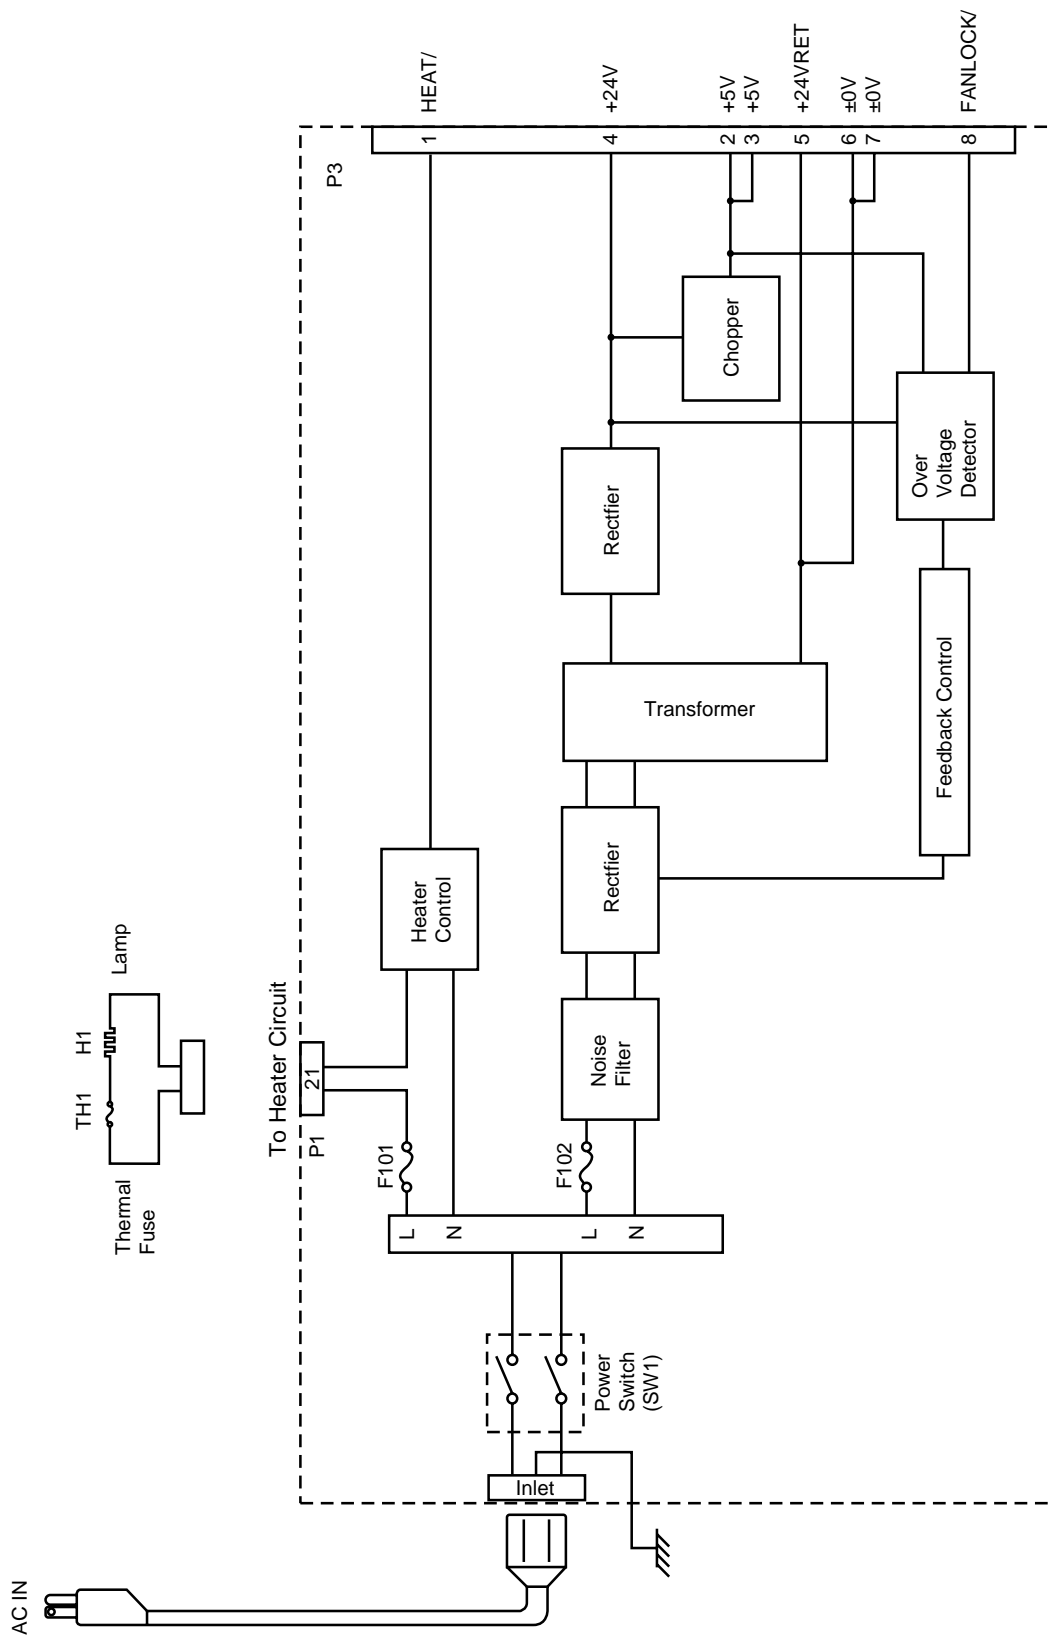 AC IN
Thermal
Fuse
TH1
H1
Lamp
To Heater Circuit
P1
21
P3
Inlet
Power
Switch
(SW1)
L
N
L
N
F101
F102
Heater
Control
Noise
Filter
Rectfier
Transformer
Rectfier
Chopper
Feedback Control
Over
Voltage
Detector
1
HEAT/
4
+24V
2
+5V
3
+5V
5
+24VRET
6
±0V
7
±0V
8
FANLOCK/